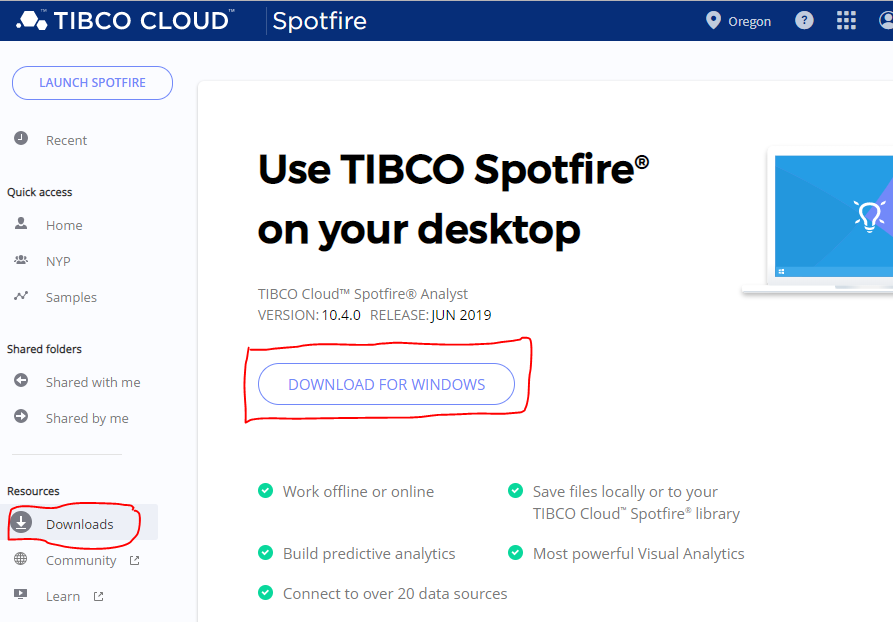 TIBCO CLOUD™ Spotfire
Oregon
?
LAUNCH SPOTFIRE
Recent
Quick access
Home
NYP
Samples
Shared folders
Shared with me
Shared by me
Resources
Downloads
Community
Learn
Use TIBCO Spotfire®
on your desktop
TIBCO Cloud™ Spotfire® Analyst
VERSION: 10.4.0 RELEASE: JUN 2019
DOWNLOAD FOR WINDOWS
Work offline or online
Save files locally or to your
TIBCO Cloud™ Spotfire® library
Build predictive analytics
Most powerful Visual Analytics
Connect to over 20 data sources